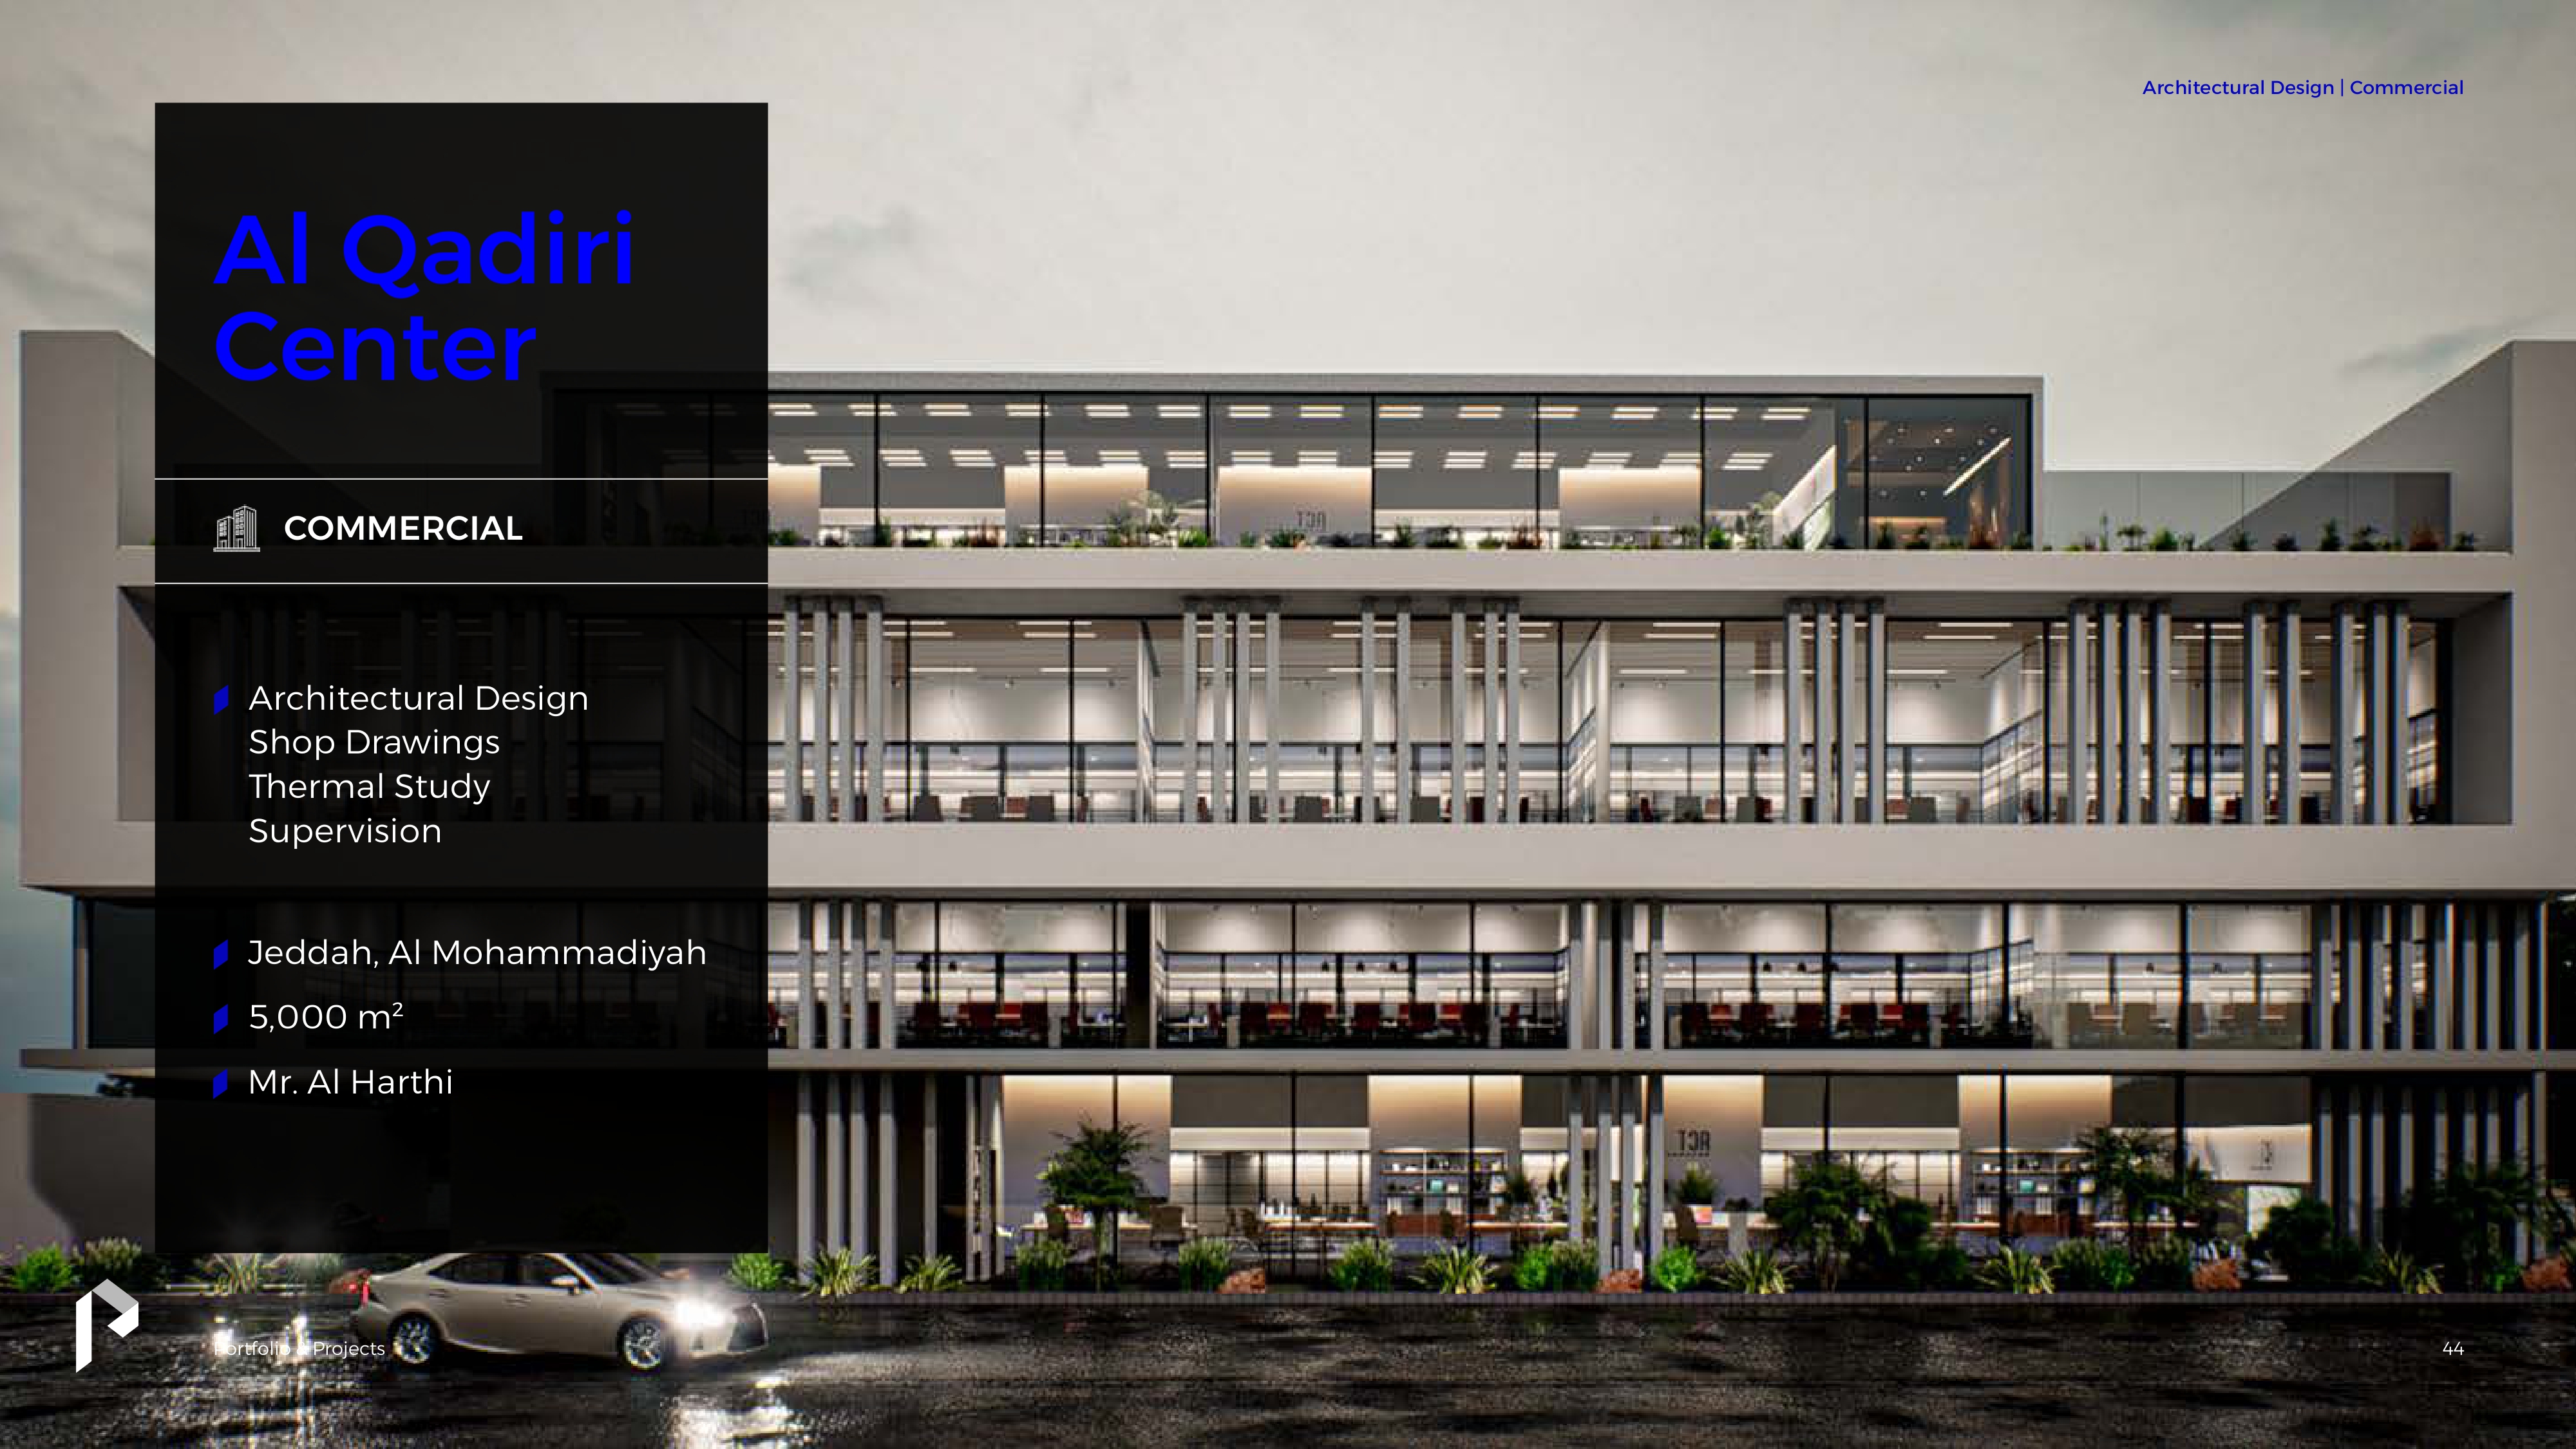 Architectural Design | Commercial
Al Qadiri
Center
COMMERCIAL
Architectural Design
Shop Drawings
Thermal Study
Supervision
Jeddah, Al Mohammadiyah
5,000 m²
Mr. Al Harthi
Portfolio & Projects
44